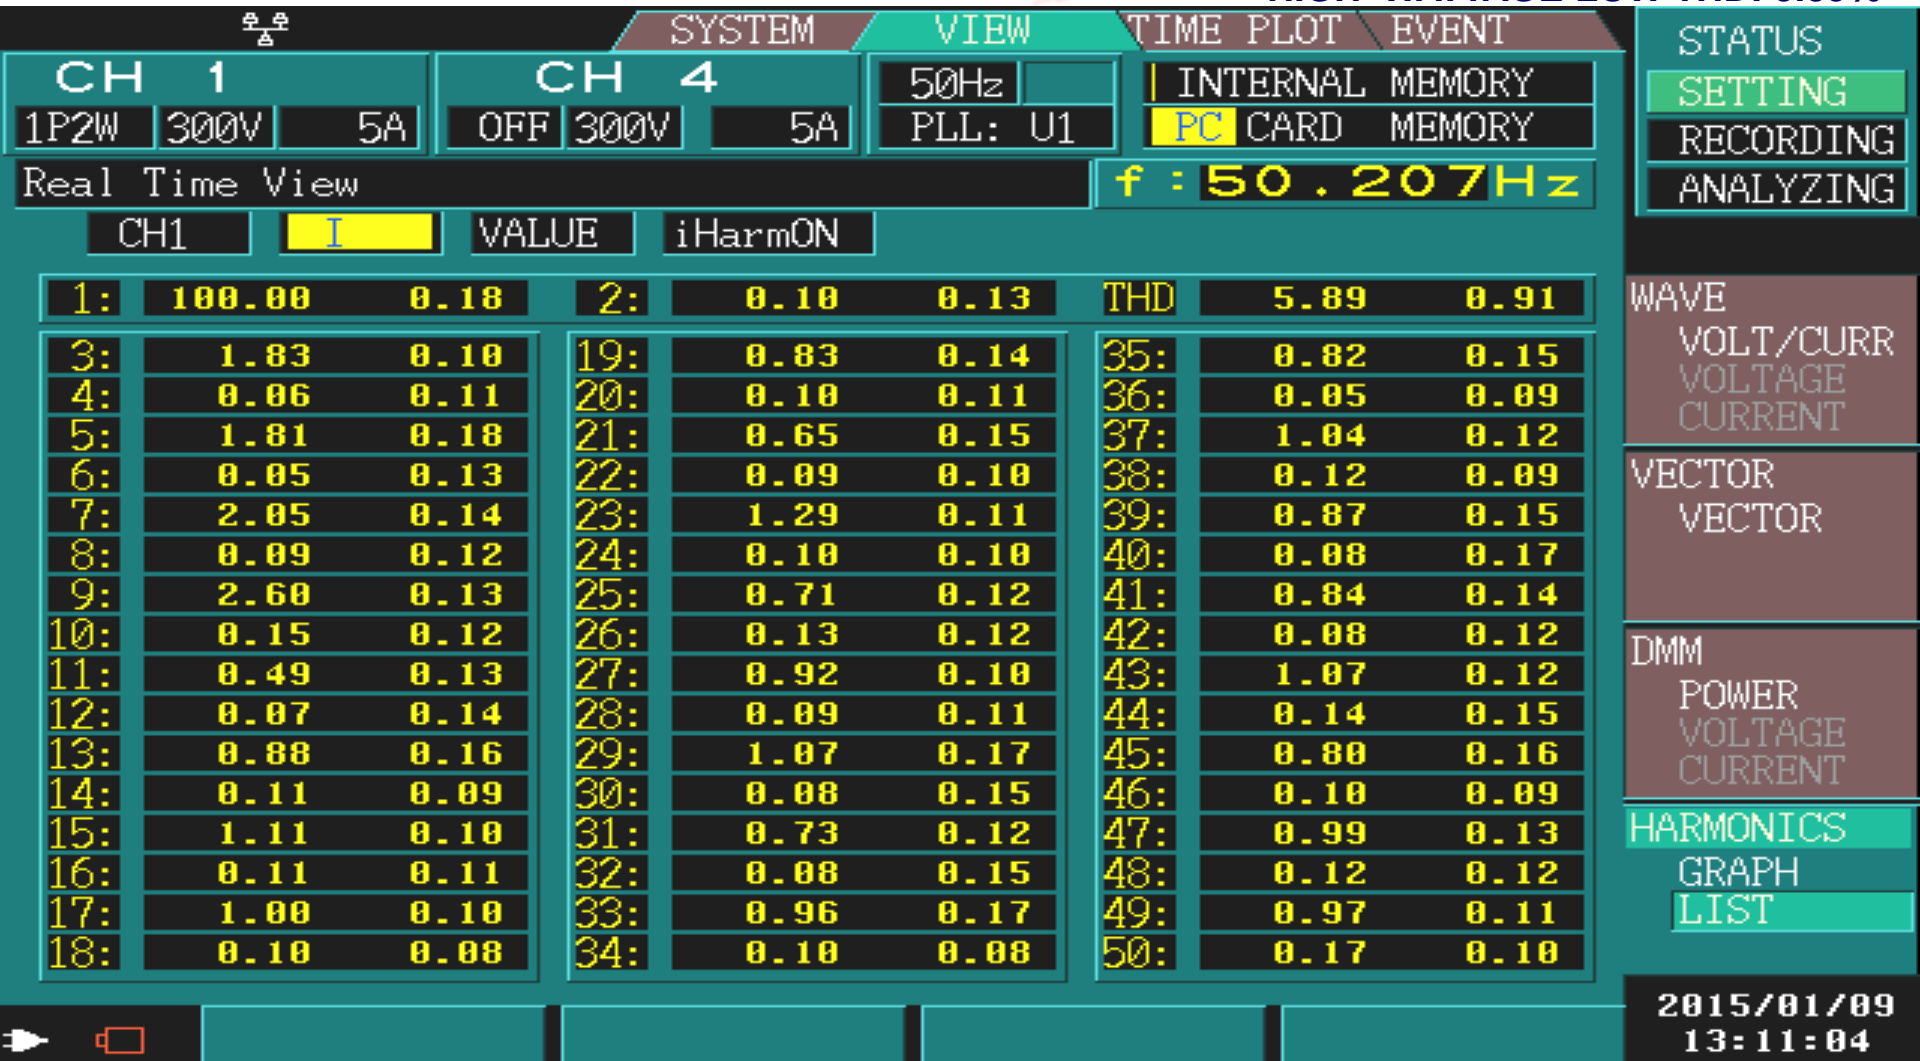 SYSTEM VIEW TIME PLOT EVENT
CH 1 CH 4 50Hz INTERNAL MEMORY
1P2W 300V 5A OFF 300V 5A PLL: U1 PC CARD MEMORY
Real Time View f:50.207Hz
CH1 I VALUE iHarmON
1: 100.00 0.18 2: 0.10 0.13 THD 5.89 0.91
3: 1.83 0.10 19: 0.83 0.14 35: 0.82 0.15
4: 0.06 0.11 20: 0.10 0.11 36: 0.05 0.09
5: 1.81 0.18 21: 0.65 0.15 37: 1.04 0.12
6: 0.05 0.13 22: 0.09 0.10 38: 0.12 0.09
7: 2.05 0.14 23: 1.29 0.11 39: 0.87 0.15
8: 0.09 0.12 24: 0.10 0.10 40: 0.08 0.17
9: 2.60 0.13 25: 0.71 0.12 41: 0.84 0.14
10: 0.15 0.12 26: 0.13 0.12 42: 0.08 0.12
11: 0.49 0.13 27: 0.92 0.10 43: 1.07 0.12
12: 0.07 0.14 28: 0.09 0.11 44: 0.14 0.15
13: 0.88 0.16 29: 1.07 0.17 45: 0.80 0.16
14: 0.11 0.09 30: 0.08 0.15 46: 0.10 0.09
15: 1.11 0.10 31: 0.73 0.12 47: 0.99 0.13
16: 0.11 0.11 32: 0.08 0.15 48: 0.12 0.12
17: 1.00 0.10 33: 0.96 0.17 49: 0.97 0.11
18: 0.10 0.08 34: 0.10 0.08 50: 0.17 0.10
STATUS
SETTING
RECORDING
ANALYZING
WAVE
VOLT/CURR
VOLTAGE
CURRENT
VECTOR
VECTOR
DMM
POWER
VOLTAGE
CURRENT
HARMONICS
GRAPH
LIST
2015/01/09
13:11:04